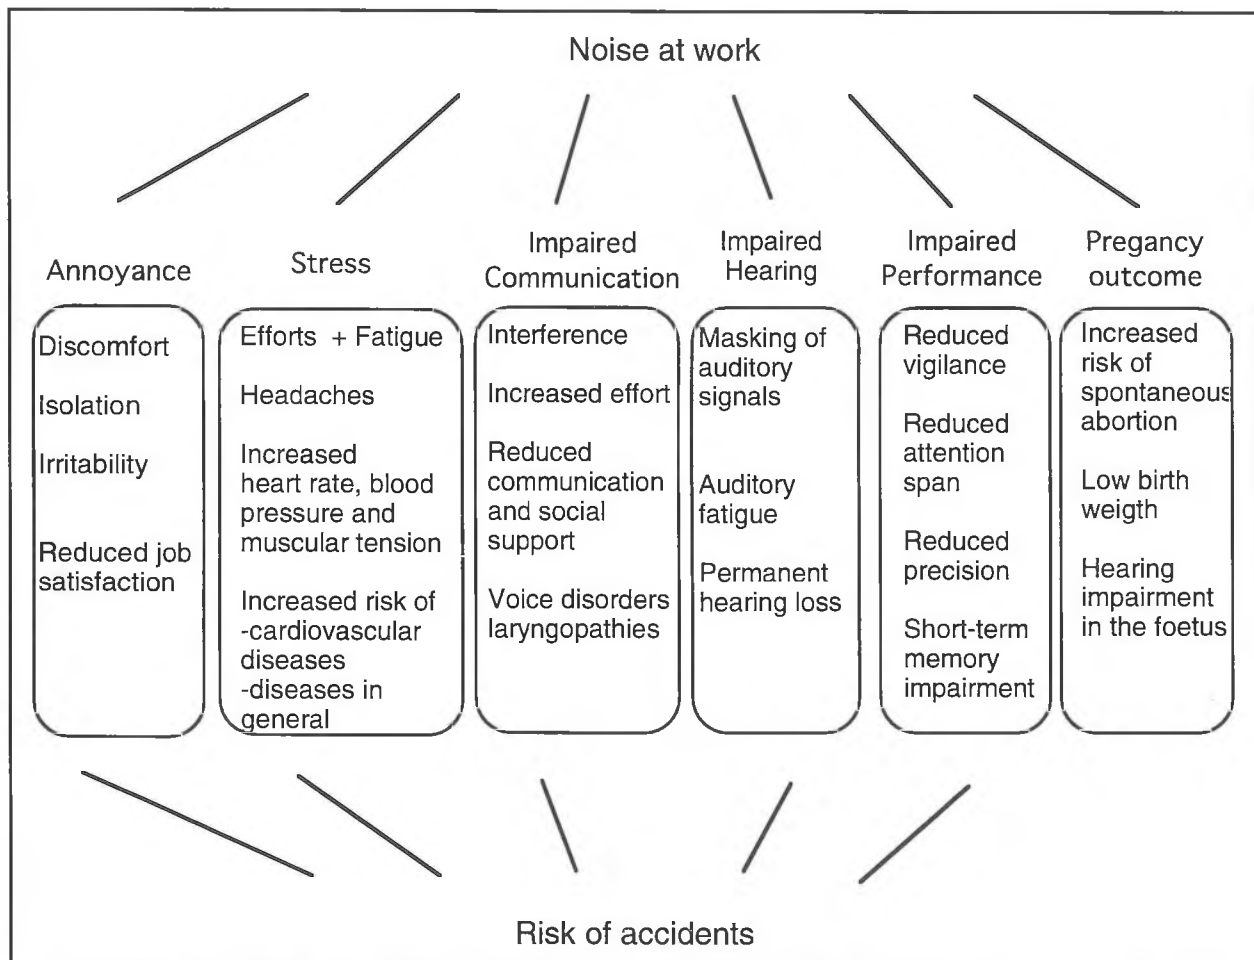 Noise at work
Annoyance
Discomfort
Isolation
Irritability
Reduced job
satisfaction
Stress
Efforts + Fatigue
Headaches
Increased
heart rate, blood
pressure and
muscular tension
Increased risk of
-cardiovascular
diseases
-diseases in
general
Impaired
Communication
Interference
Increased effort
Reduced
communication
and social
support
Voice disorders
laryngopathies
Impaired
Hearing
Masking of
auditory
signals
Auditory
fatigue
Permanent
hearing loss
Impaired
Performance
Reduced
vigilance
Reduced
attention
span
Reduced
precision
Short-term
memory
impairment
Pregancy
outcome
Increased
risk of
spontaneous
abortion
Low birth
weigth
Hearing
impairment
in the foetus
Risk of accidents